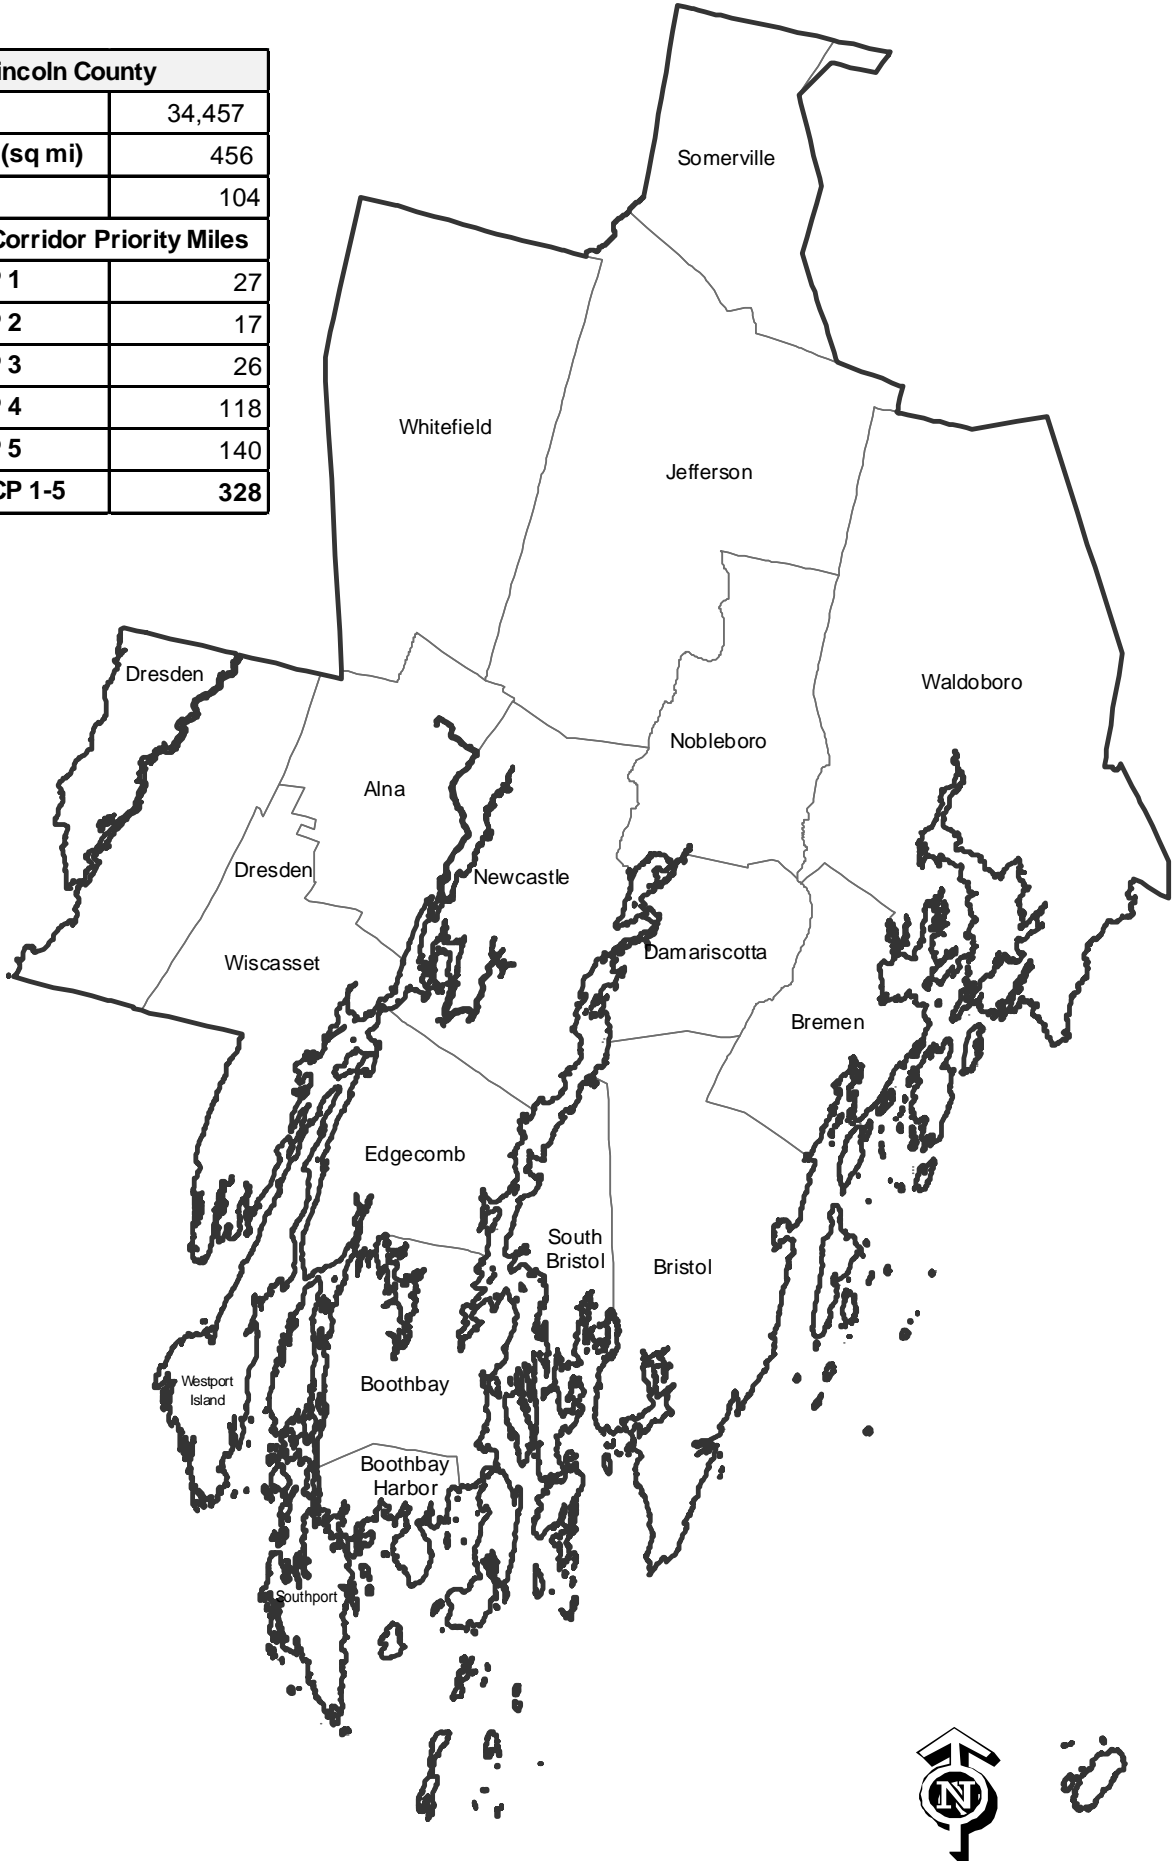 incoln County
34,457
(sq mi) 456
104
Corridor Priority Miles
1 27
2 17
3 26
4 118
5 140
CP 1-5 328
Somerville
Whitefield
Jefferson
Dresden
Waldoboro
Nobleboro
Alna
Dresden
Newcastle
Damariscotta
Wiscasset
Bremen
Edgecomb
South
Bristol
Bristol
Westport
Island
Boothbay
Boothbay
Harbor
Southport
N